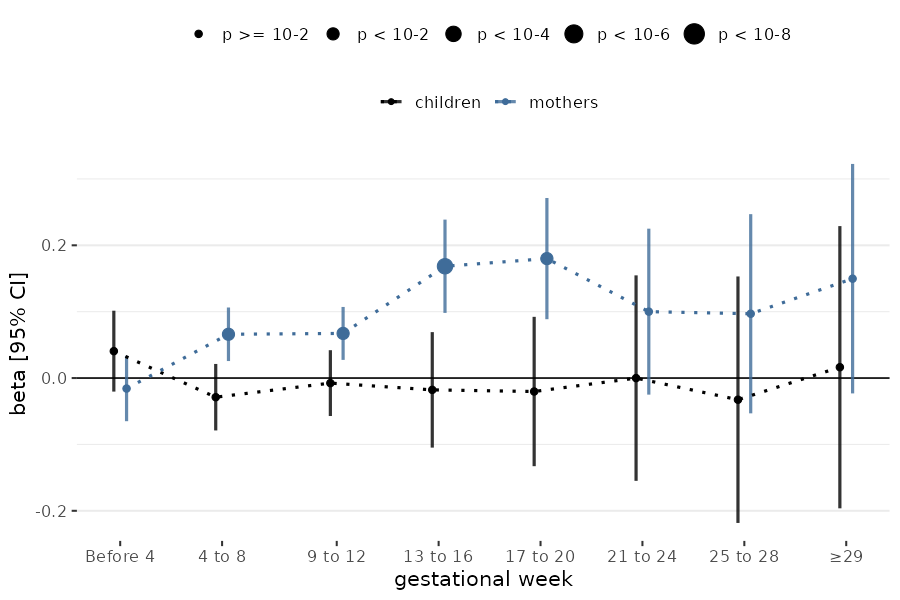 p >= 10-2 p < 10-2 p < 10-4 p < 10-6 p < 10-8
children mothers
beta [95% CI]
0.2
0.0
-0.2
Before 4 4 to 8 9 to 12 13 to 16 17 to 20 21 to 24 25 to 28 ≥29
gestational week